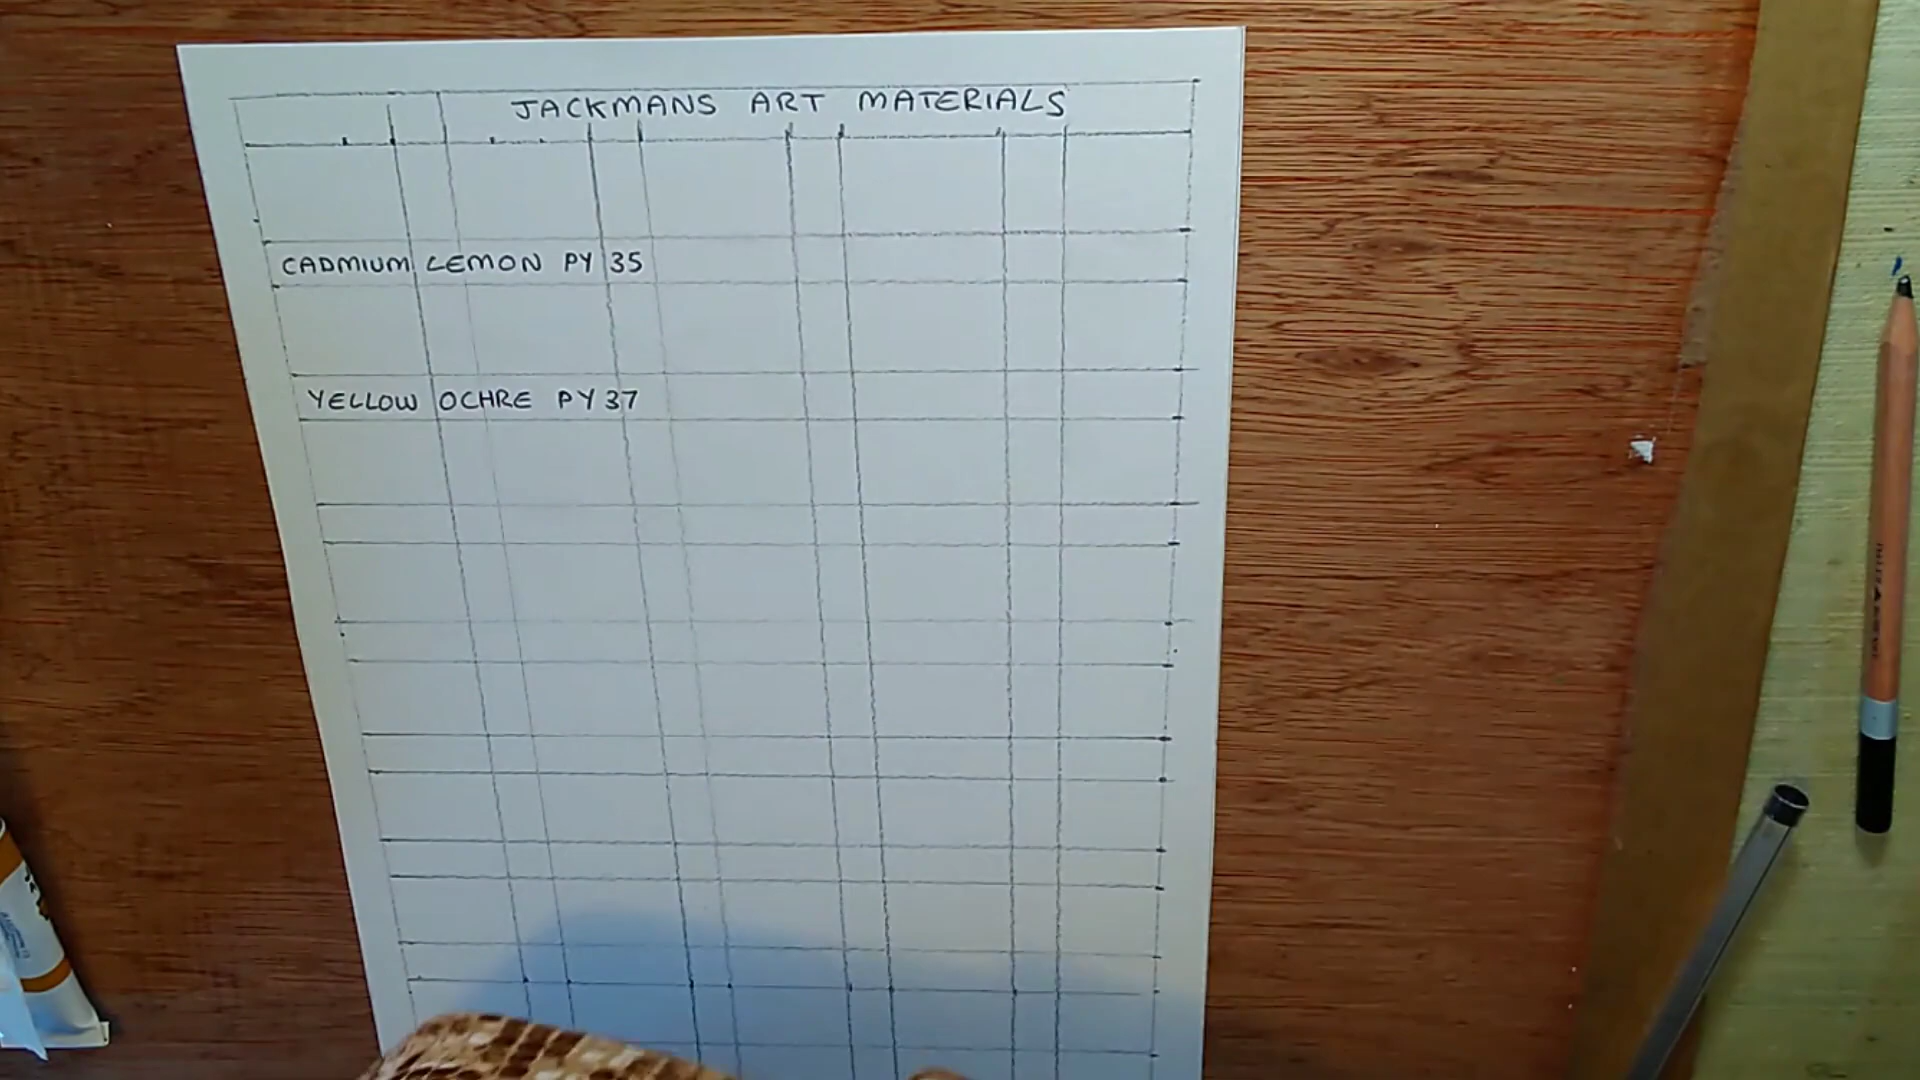 JACKMANS ART MATERIALS
CADMIUM LEMON PY 35
YELLOW OCHRE PY 37